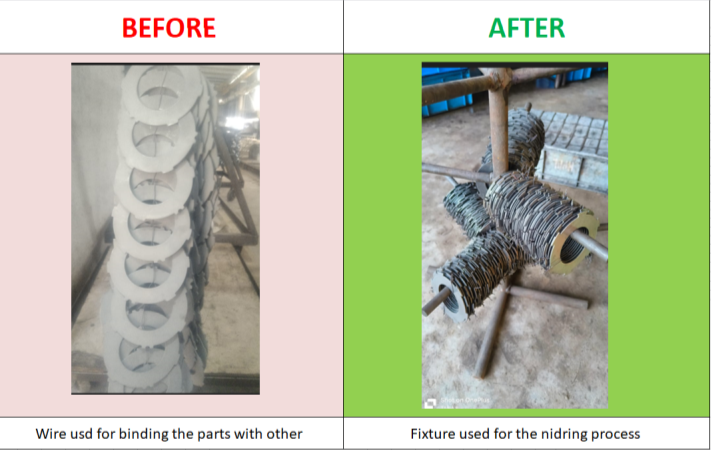 BEFORE
AFTER
Wire usd for binding the parts with other
Fixture used for the nidring process